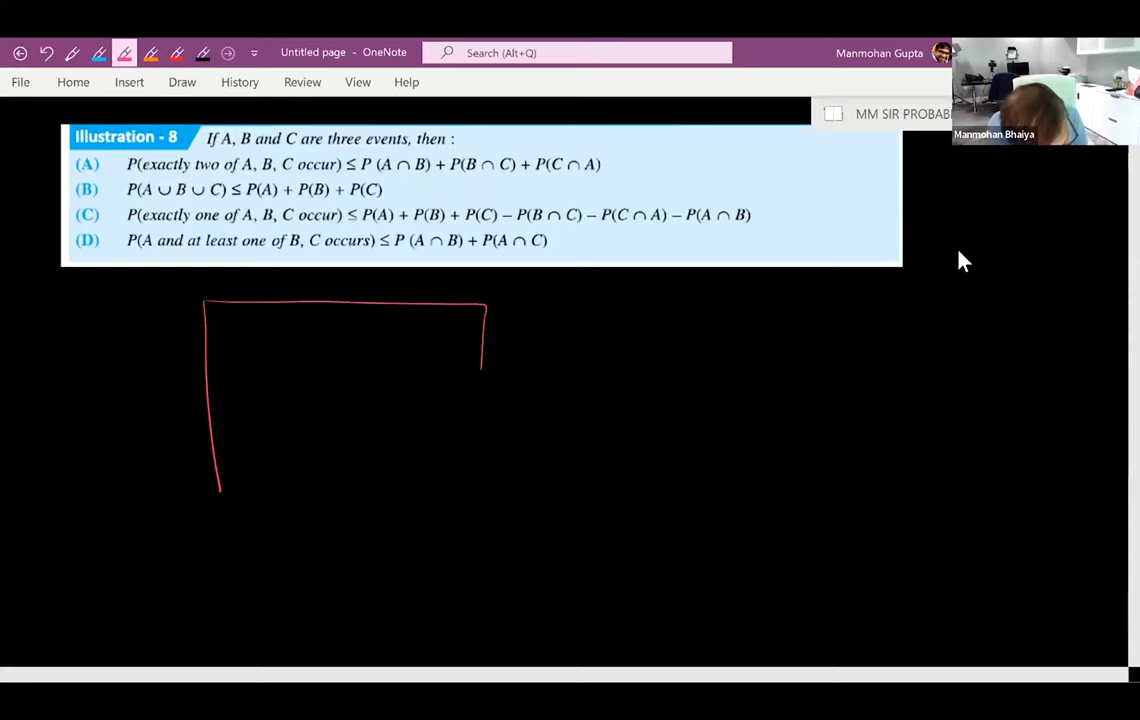 Untitled page - OneNote
Search (Alt+Q)
Manmohan Gupta
File Home Insert Draw History Review View Help
MM SIR PROBAB
Manmohan Bhaiya
Illustration - 8 If A, B and C are three events, then :
(A) P(exactly two of A, B, C occur) ≤ P (A ∩ B) + P(B ∩ C) + P(C ∩ A)
(B) P(A ∪ B ∪ C) ≤ P(A) + P(B) + P(C)
(C) P(exactly one of A, B, C occur) ≤ P(A) + P(B) + P(C) − P(B ∩ C) − P(C ∩ A) − P(A ∩ B)
(D) P(A and at least one of B, C occurs) ≤ P (A ∩ B) + P(A ∩ C)